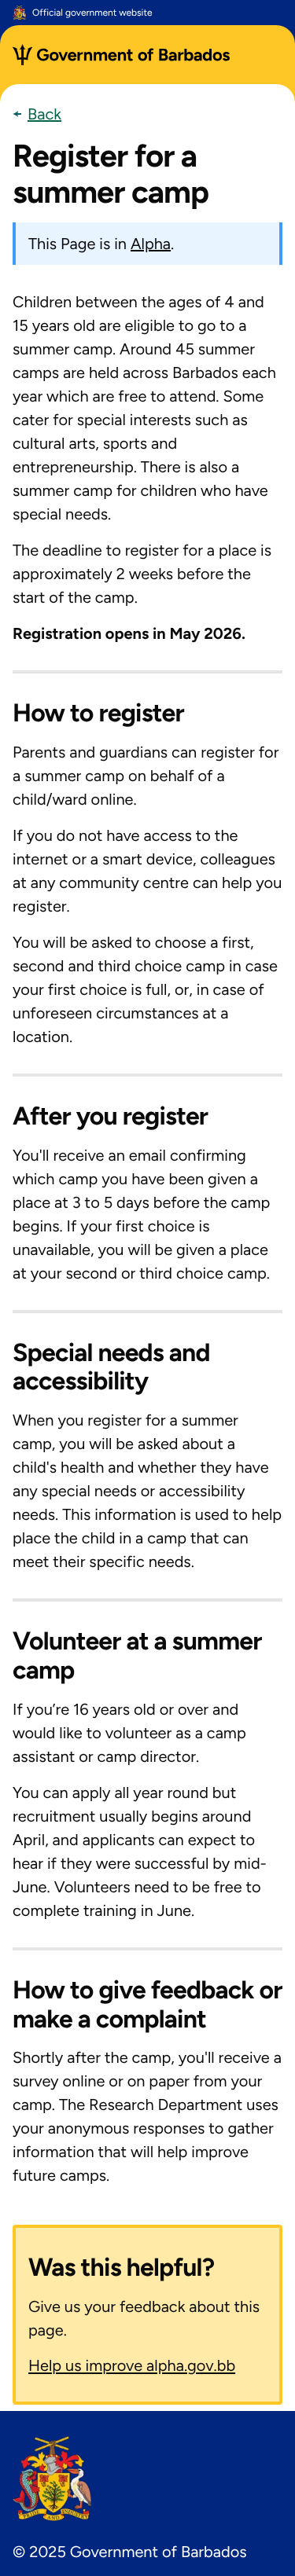 Official government website
Government of Barbados
Back
Register for a
summer camp
This Page is in Alpha.
Children between the ages of 4 and
15 years old are eligible to go to a
summer camp. Around 45 summer
camps are held across Barbados each
year which are free to attend. Some
cater for special interests such as
cultural arts, sports and
entrepreneurship. There is also a
summer camp for children who have
special needs.
The deadline to register for a place is
approximately 2 weeks before the
start of the camp.
Registration opens in May 2026.
How to register
Parents and guardians can register for
a summer camp on behalf of a
child/ward online.
If you do not have access to the
internet or a smart device, colleagues
at any community centre can help you
register.
You will be asked to choose a first,
second and third choice camp in case
your first choice is full, or, in case of
unforeseen circumstances at a
location.
After you register
You'll receive an email confirming
which camp you have been given a
place at 3 to 5 days before the camp
begins. If your first choice is
unavailable, you will be given a place
at your second or third choice camp.
Special needs and
accessibility
When you register for a summer
camp, you will be asked about a
child's health and whether they have
any special needs or accessibility
needs. This information is used to help
place the child in a camp that can
meet their specific needs.
Volunteer at a summer
camp
If you’re 16 years old or over and
would like to volunteer as a camp
assistant or camp director.
You can apply all year round but
recruitment usually begins around
April, and applicants can expect to
hear if they were successful by mid-
June. Volunteers need to be free to
complete training in June.
How to give feedback or
make a complaint
Shortly after the camp, you'll receive a
survey online or on paper from your
camp. The Research Department uses
your anonymous responses to gather
information that will help improve
future camps.
Was this helpful?
Give us your feedback about this
page.
Help us improve alpha.gov.bb
PRIDE AND INDUSTRY
© 2025 Government of Barbados